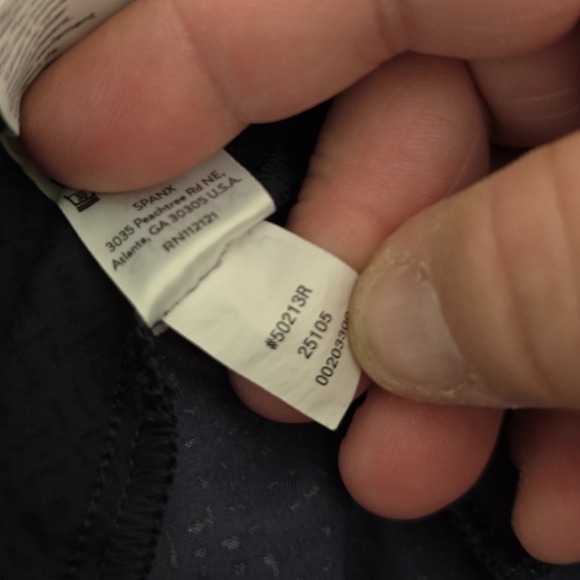 SPANX
3035 Peachtree Rd NE,
Atlanta, GA 30305 U.S.A.
RN112121
#50213R
25105